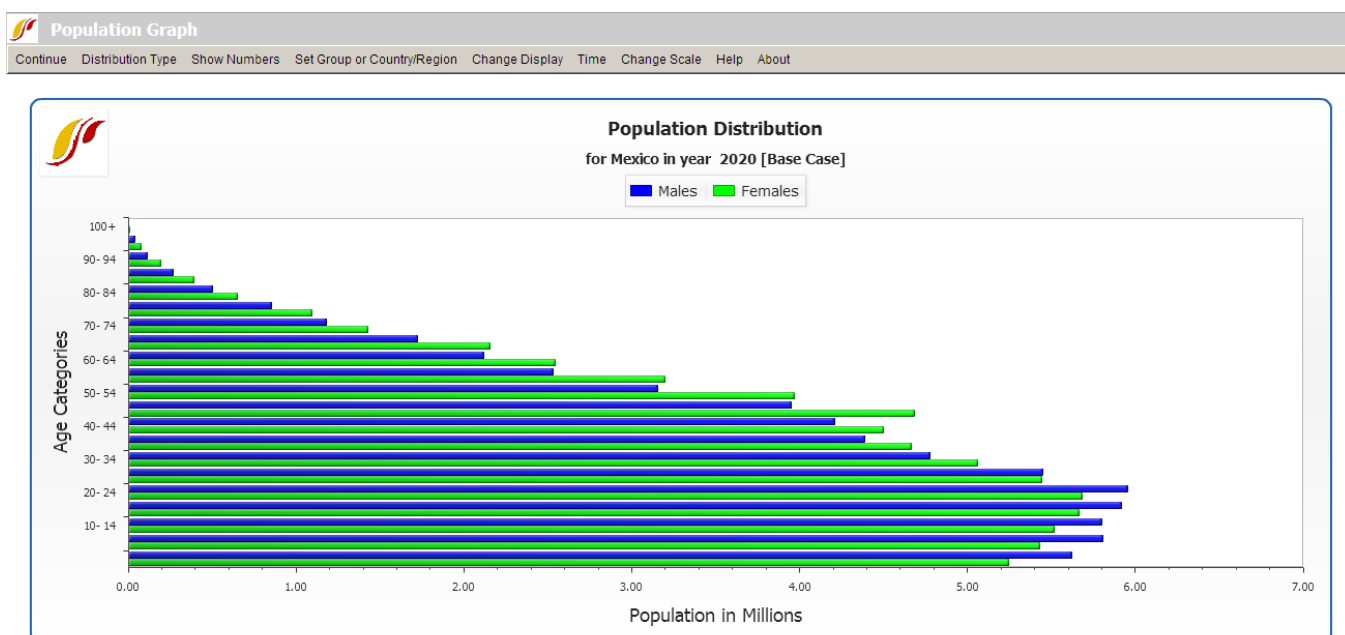 Population Graph
Continue Distribution Type Show Numbers Set Group or Country/Region Change Display Time Change Scale Help About
Population Distribution
for Mexico in year 2020 [Base Case]
Males Females
Age Categories
100+
90- 94
80- 84
70- 74
60- 64
50- 54
40- 44
30- 34
20- 24
10- 14
0.00 1.00 2.00 3.00 4.00 5.00 6.00 7.00
Population in Millions